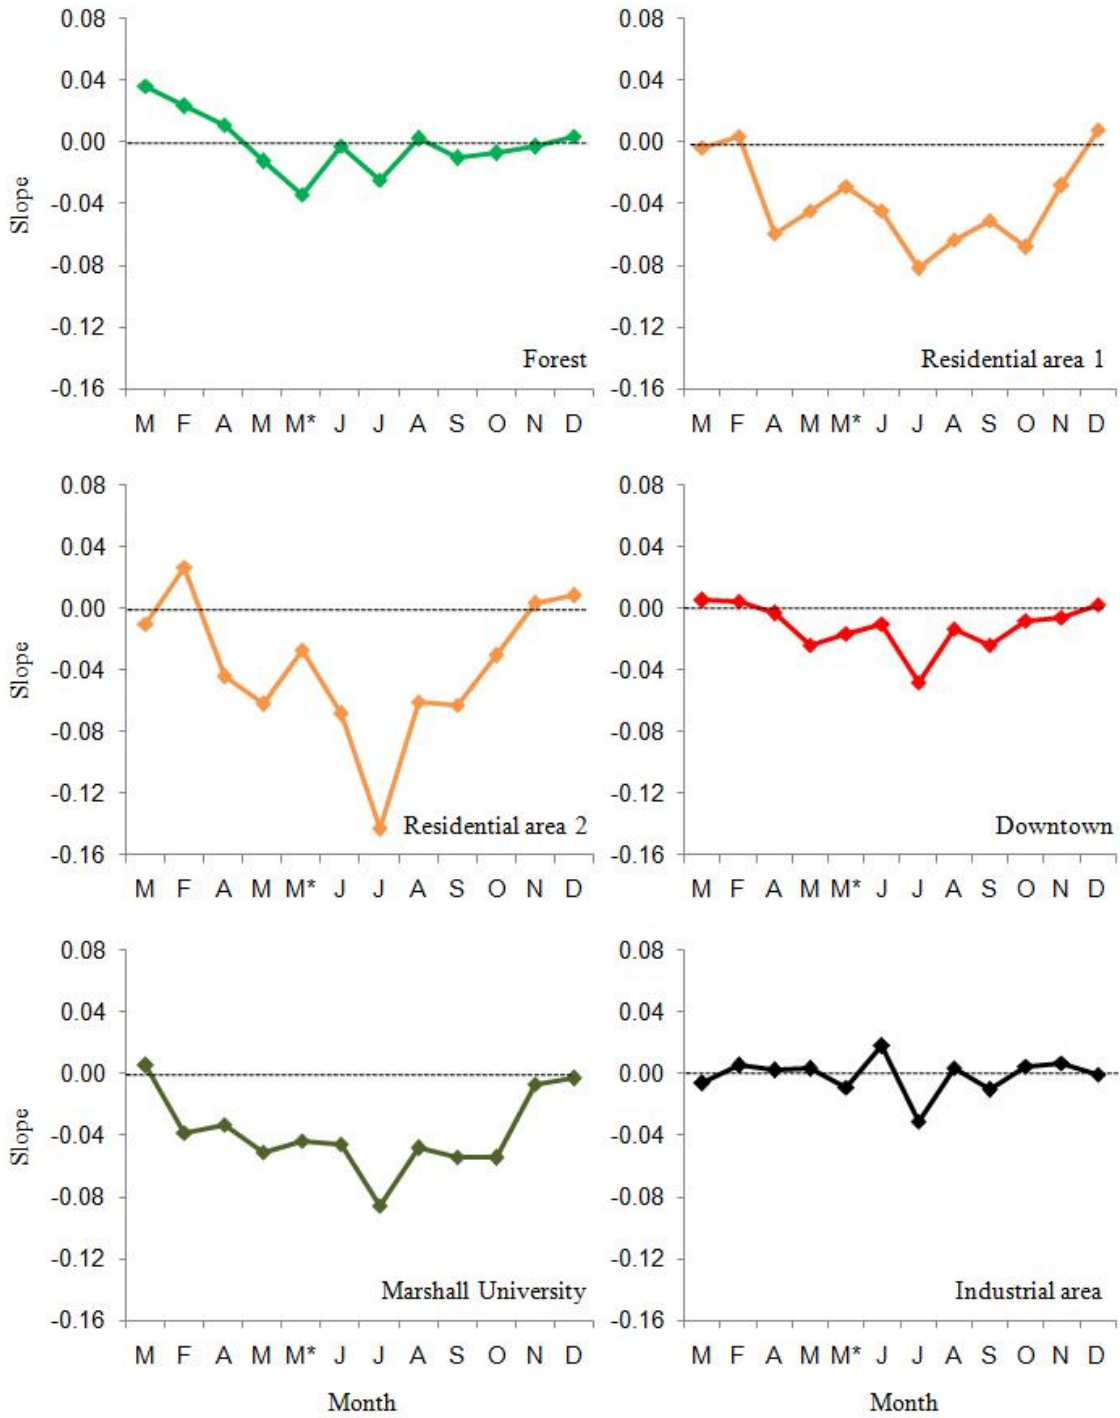 0.08 0.08
0.04 0.04
0.00 0.00
-0.04 -0.04
-0.08 -0.08
-0.12 -0.12
-0.16 -0.16
Slope
Forest Residential area 1
M F A M M* J J A S O N D M F A M M* J J A S O N D
0.08 0.08
0.04 0.04
0.00 0.00
-0.04 -0.04
-0.08 -0.08
-0.12 -0.12
-0.16 -0.16
Slope
Residential area 2 Downtown
M F A M M* J J A S O N D M F A M M* J J A S O N D
0.08 0.08
0.04 0.04
0.00 0.00
-0.04 -0.04
-0.08 -0.08
-0.12 -0.12
-0.16 -0.16
Slope
Marshall University Industrial area
M F A M M* J J A S O N D M F A M M* J J A S O N D
Month Month